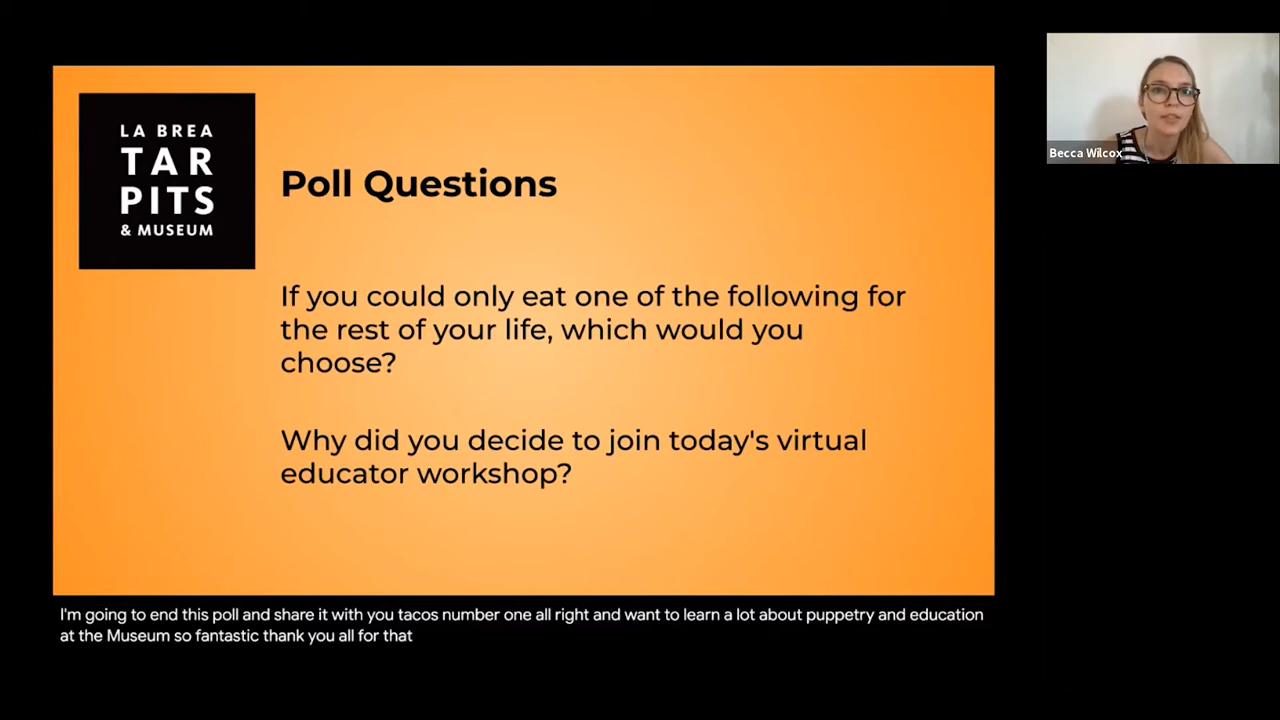 LA BREA
TAR
PITS
& MUSEUM
Poll Questions
If you could only eat one of the following for
the rest of your life, which would you
choose?
Why did you decide to join today's virtual
educator workshop?
Becca Wilcox
I'm going to end this poll and share it with you tacos number one all right and want to learn a lot about puppetry and education
at the Museum so fantastic thank you all for that